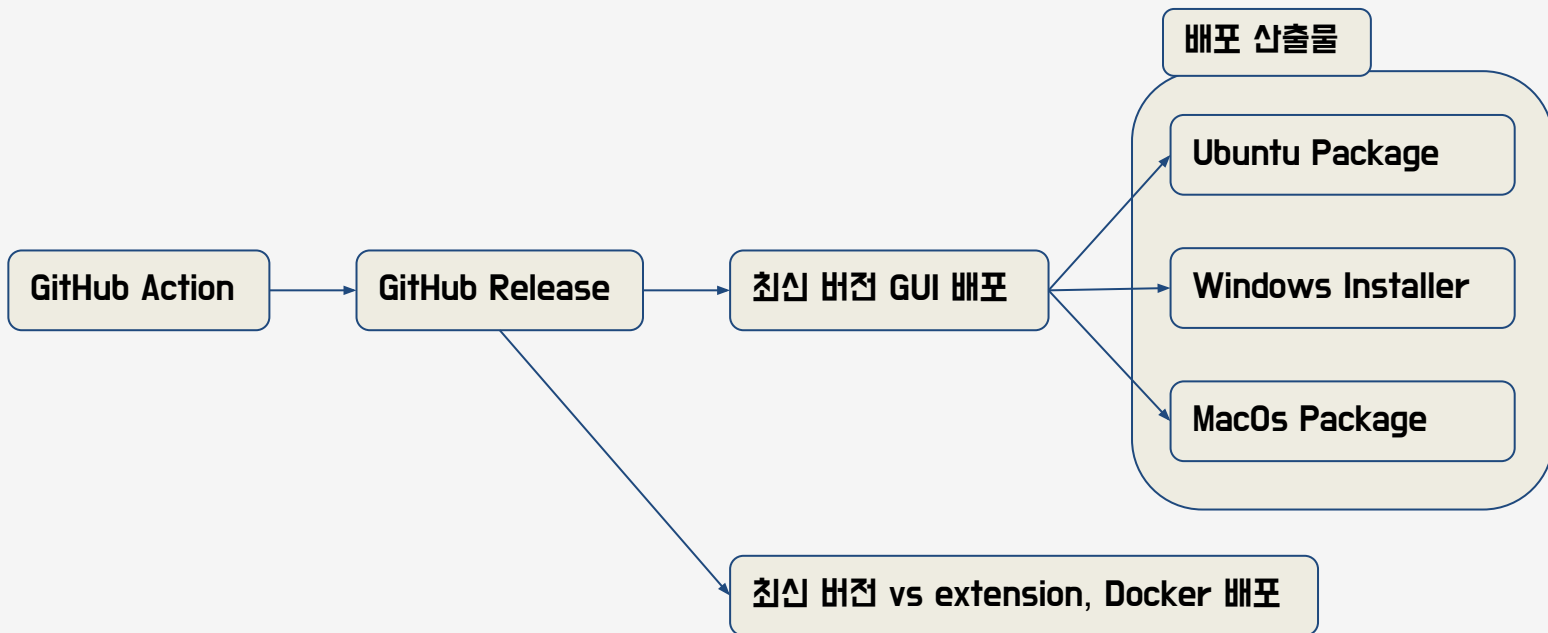 배포 산출물
Ubuntu Package
GitHub Action
GitHub Release
최신 버전 GUI 배포
Windows Installer
MacOs Package
최신 버전 vs extension, Docker 배포